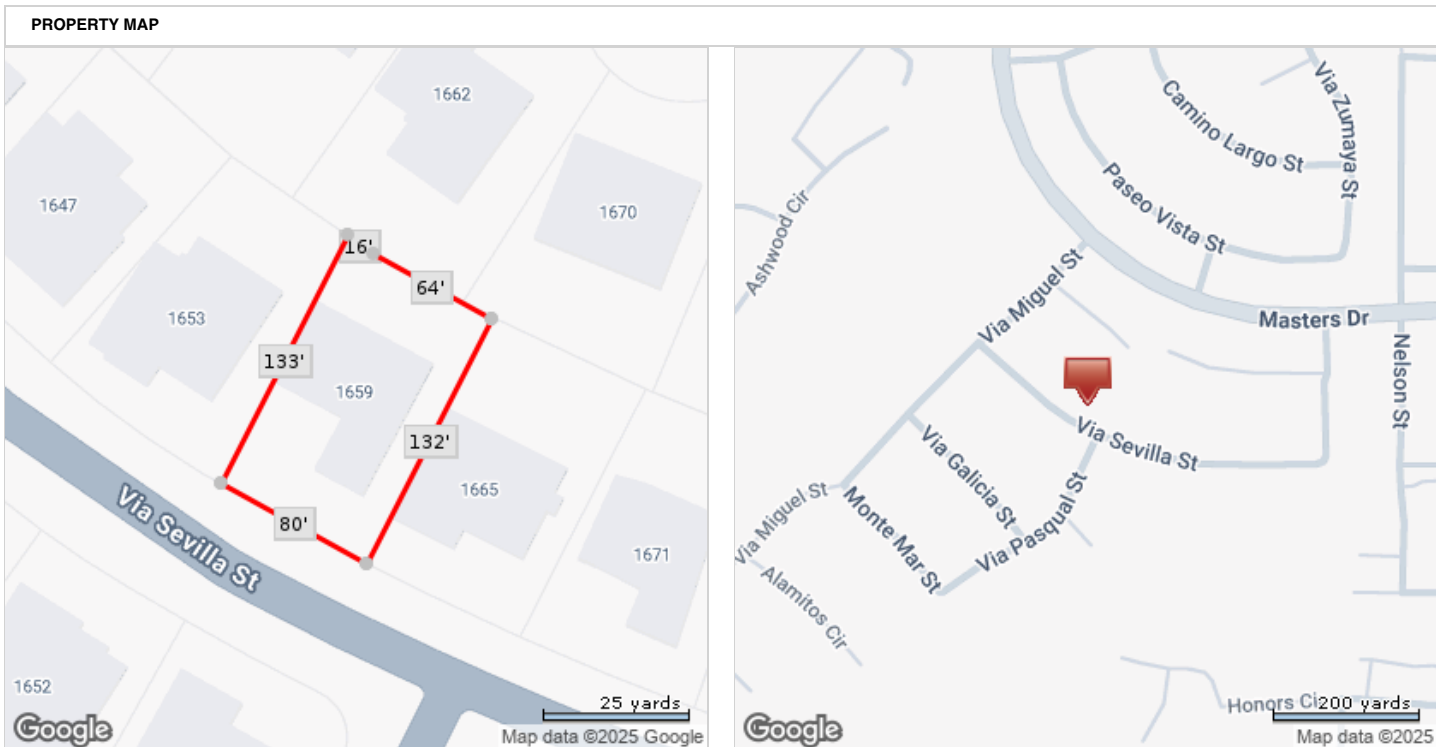 PROPERTY MAP
1662
1647
1670
16'
64'
1653
133'
1659
132'
1665
80'
1671
Via Sevilla St
1652
25 yards
Google
Map data ©2025 Google
Via Zumaya St
Camino Largo St
Paseo Vista St
Ashwood Cir
Via Miguel St
Masters Dr
Nelson St
Via Sevilla St
Via Galicia St
Via Pasqual St
Via Miguel St
Monte Mar St
Alamitos Cir
Honors Ci
200 yards
Google
Map data ©2025